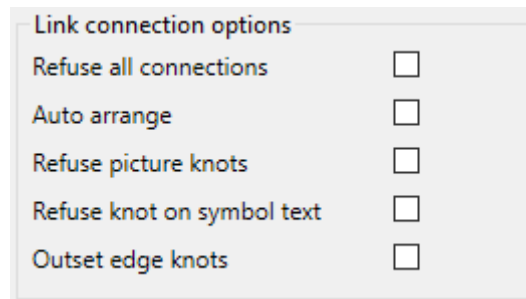 Link connection options
Refuse all connections
Auto arrange
Refuse picture knots
Refuse knot on symbol text
Outset edge knots